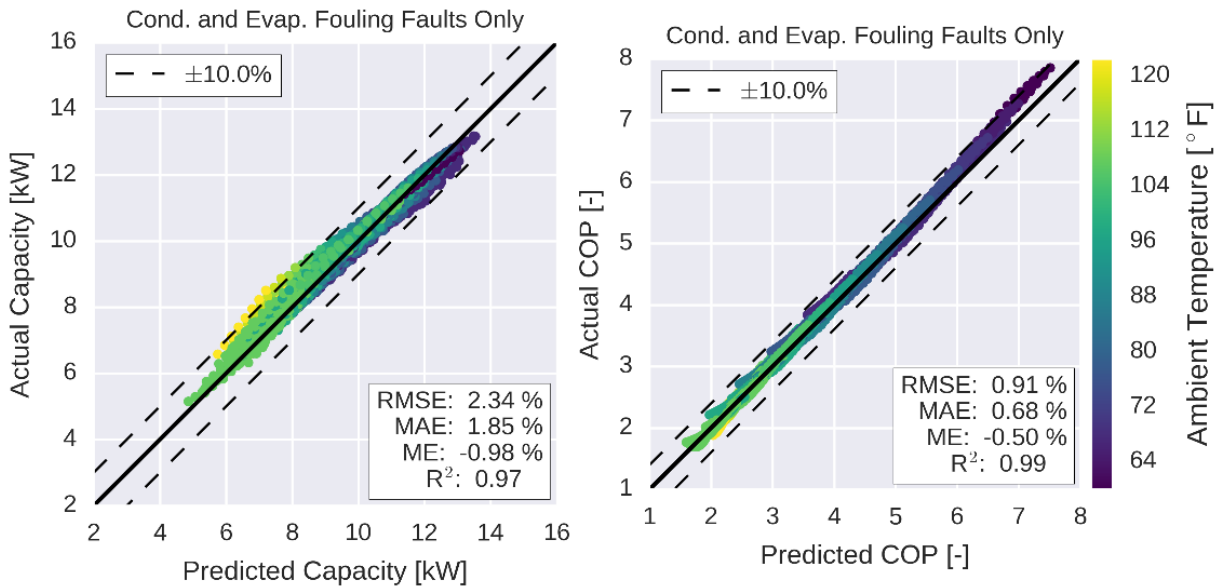 Cond. and Evap. Fouling Faults Only
16
14
12
10
8
6
4
2
±10.0%
RMSE: 2.34 %
MAE: 1.85 %
ME: -0.98 %
R²: 0.97
2 4 6 8 10 12 14 16
Predicted Capacity [kW]
Actual Capacity [kW]
Cond. and Evap. Fouling Faults Only
8
7
6
5
4
3
2
1
±10.0%
RMSE: 0.91 %
MAE: 0.68 %
ME: -0.50 %
R²: 0.99
1 2 3 4 5 6 7 8
Predicted COP [-]
Actual COP [-]
120
112
104
96
88
80
72
64
Ambient Temperature [°F]